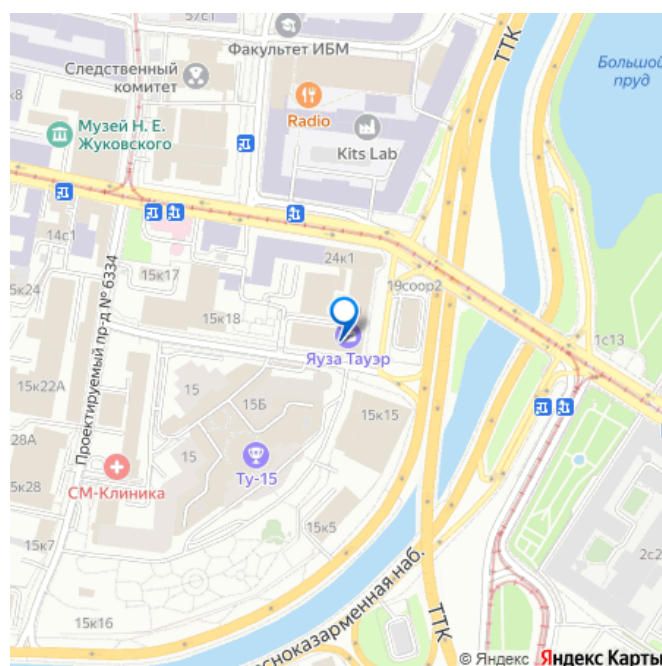 57с1
Факультет ИБМ
ТТК
Большой
пруд
Следственный
комитет
к8
Radio
Музей Н. Е.
Жуковского
Kits Lab
14с1
24к1
15к17
19соор2
5к24
Проектируемый пр-д № 6334
15к18
1с13
Яуза Тауэр
15к22А
15
15Б
15к15
28А
15
Ту-15
СМ-Клиника
15к28
15к5
15к7
2с2
сноказарменная наб.
15к16
ТТК
© Яндекс Яндекс Карты